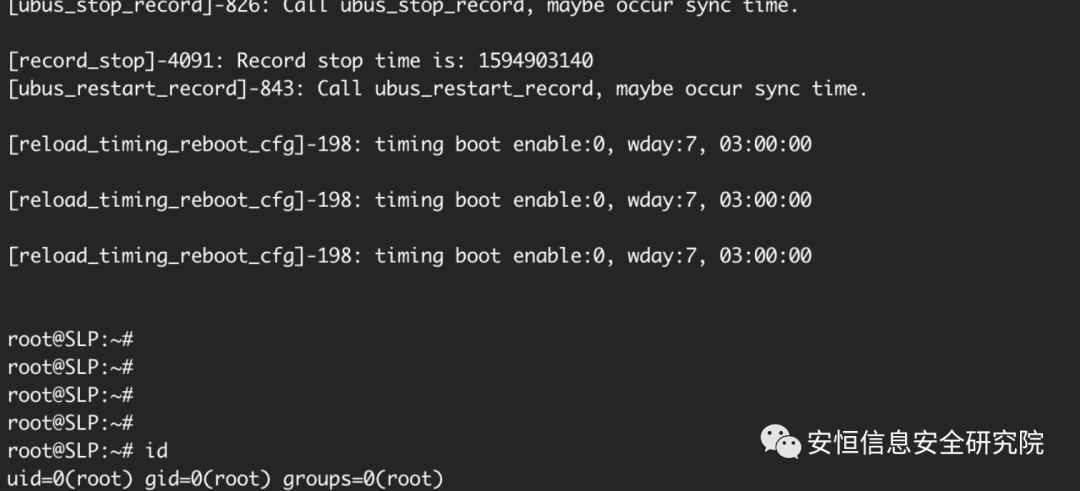 [ubus_stop_record]-826: Call ubus_stop_record, maybe occur sync time.
[record_stop]-4091: Record stop time is: 1594903140
[ubus_restart_record]-843: Call ubus_restart_record, maybe occur sync time.
[reload_timing_reboot_cfg]-198: timing boot enable:0, wday:7, 03:00:00
[reload_timing_reboot_cfg]-198: timing boot enable:0, wday:7, 03:00:00
[reload_timing_reboot_cfg]-198: timing boot enable:0, wday:7, 03:00:00
root@SLP:~#
root@SLP:~#
root@SLP:~#
root@SLP:~#
root@SLP:~# id
uid=0(root) gid=0(root) groups=0(root)
安恒信息安全研究院